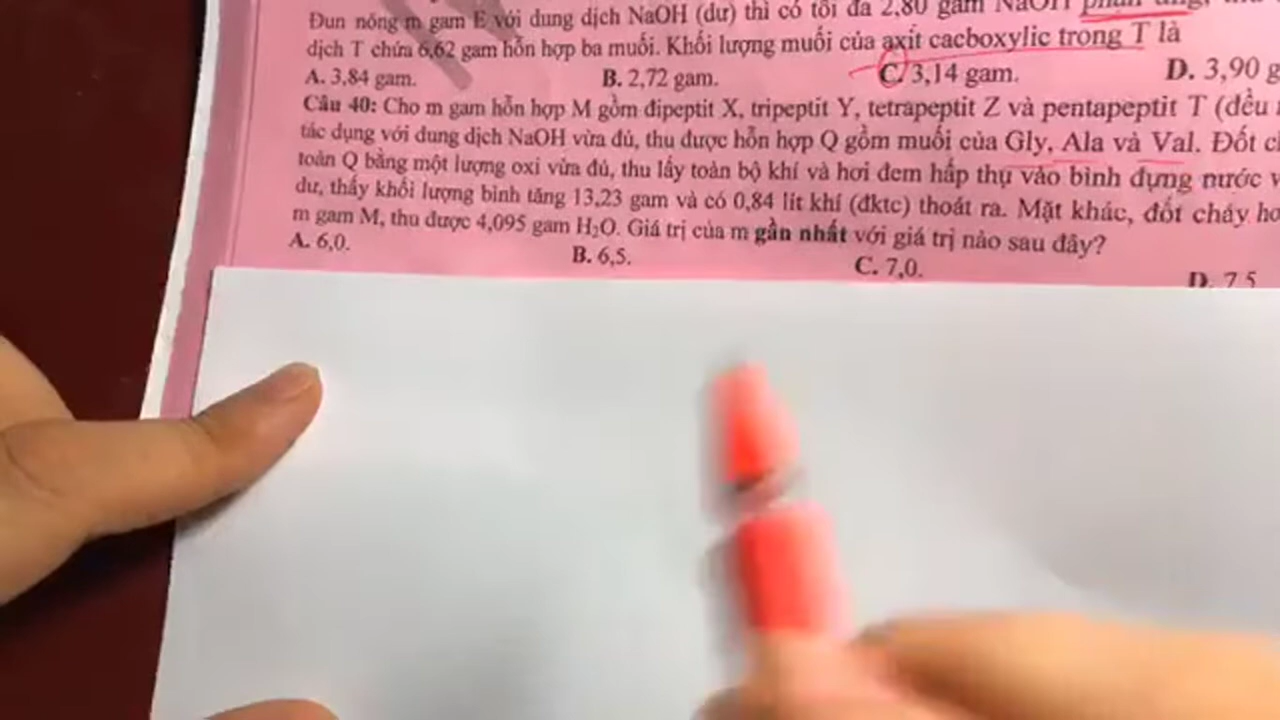 Đun nóng m gam E với dung dịch NaOH (dư) thì có tối đa 2,80 gam NaOH phản ứng,
dịch T chứa 6,62 gam hỗn hợp ba muối. Khối lượng muối của axit cacboxylic trong T là
A. 3,84 gam. B. 2,72 gam. C. 3,14 gam. D. 3,90 g
Câu 40: Cho m gam hỗn hợp M gồm đipeptit X, tripeptit Y, tetrapeptit Z và pentapeptit T (đều
tác dụng với dung dịch NaOH vừa đủ, thu được hỗn hợp Q gồm muối của Gly, Ala và Val. Đốt c
toàn Q bằng một lượng oxi vừa đủ, thu lấy toàn bộ khí và hơi đem hấp thụ vào bình đựng nước v
dư, thấy khối lượng bình tăng 13,23 gam và có 0,84 lít khí (đktc) thoát ra. Mặt khác, đốt cháy ho
m gam M, thu được 4,095 gam H₂O. Giá trị của m gần nhất với giá trị nào sau đây?
A. 6,0. B. 6,5. C. 7,0. D. 7,5